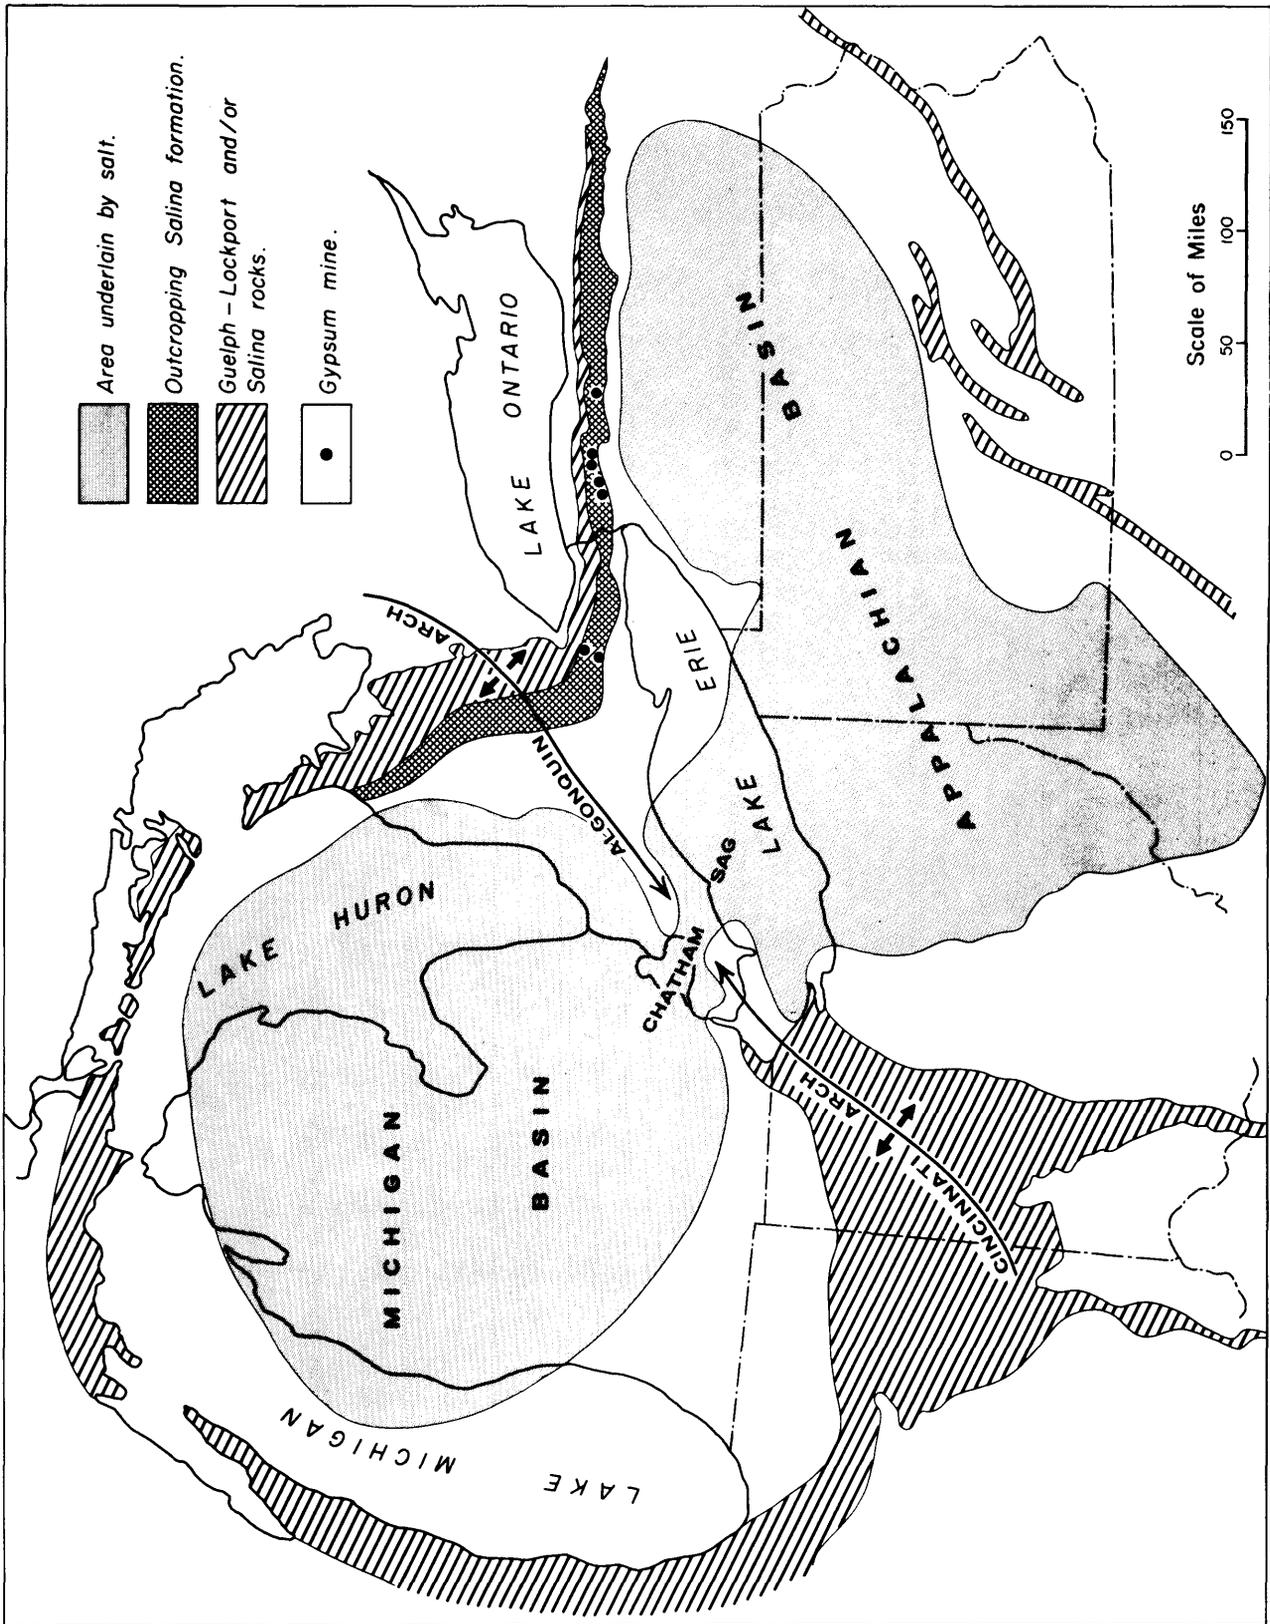 Area underlain by salt.
Outcropping Salina formation.
Guelph – Lockport and/or
Salina rocks.
Gypsum mine.
LAKE ONTARIO
LAKE HURON
LAKE ERIE
LAKE MICHIGAN
MICHIGAN
BASIN
APPALACHIAN
BASIN
ALGONQUIN ARCH
CHATHAM
SAG
CINCINNATI ARCH
Scale of Miles
0 50 100 150